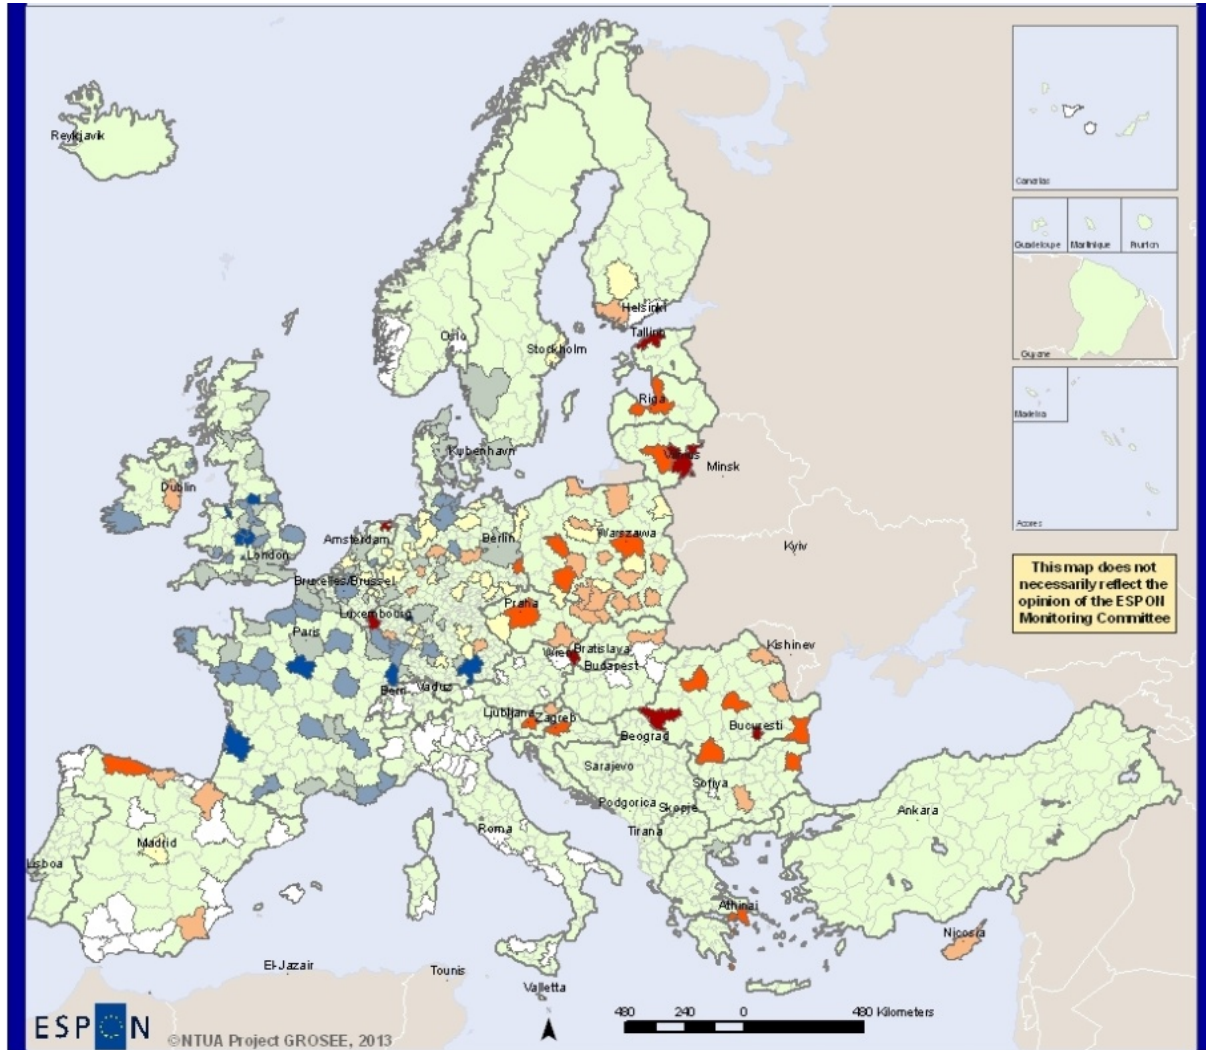 Reykjavik
Canarias
Guadeloupe
Martinique
Réunion
Guyane
Madeira
Acores
Helsinki
Oslo
Tallinn
Stockholm
Riga
København
Vilnius
Minsk
Dublin
Amsterdam
Berlin
Warszawa
Kyiv
London
Bruxelles/Brussel
Luxembourg
Praha
Paris
Kishinev
Wien
Bratislava
Budapest
Bern
Vaduz
Ljubljana
Zagreb
Bucuresti
Beograd
Sarajevo
Sofiya
Podgorica
Skopje
Ankara
Roma
Tirana
Madrid
Lisboa
Athinai
Nicosia
El-Jazair
Tounis
Valletta
This map does not
necessarily reflect the
opinion of the ESPON
Monitoring Committee
480 240 0 480 Kilometers
ESPON
©NTUA Project GROSEE, 2013